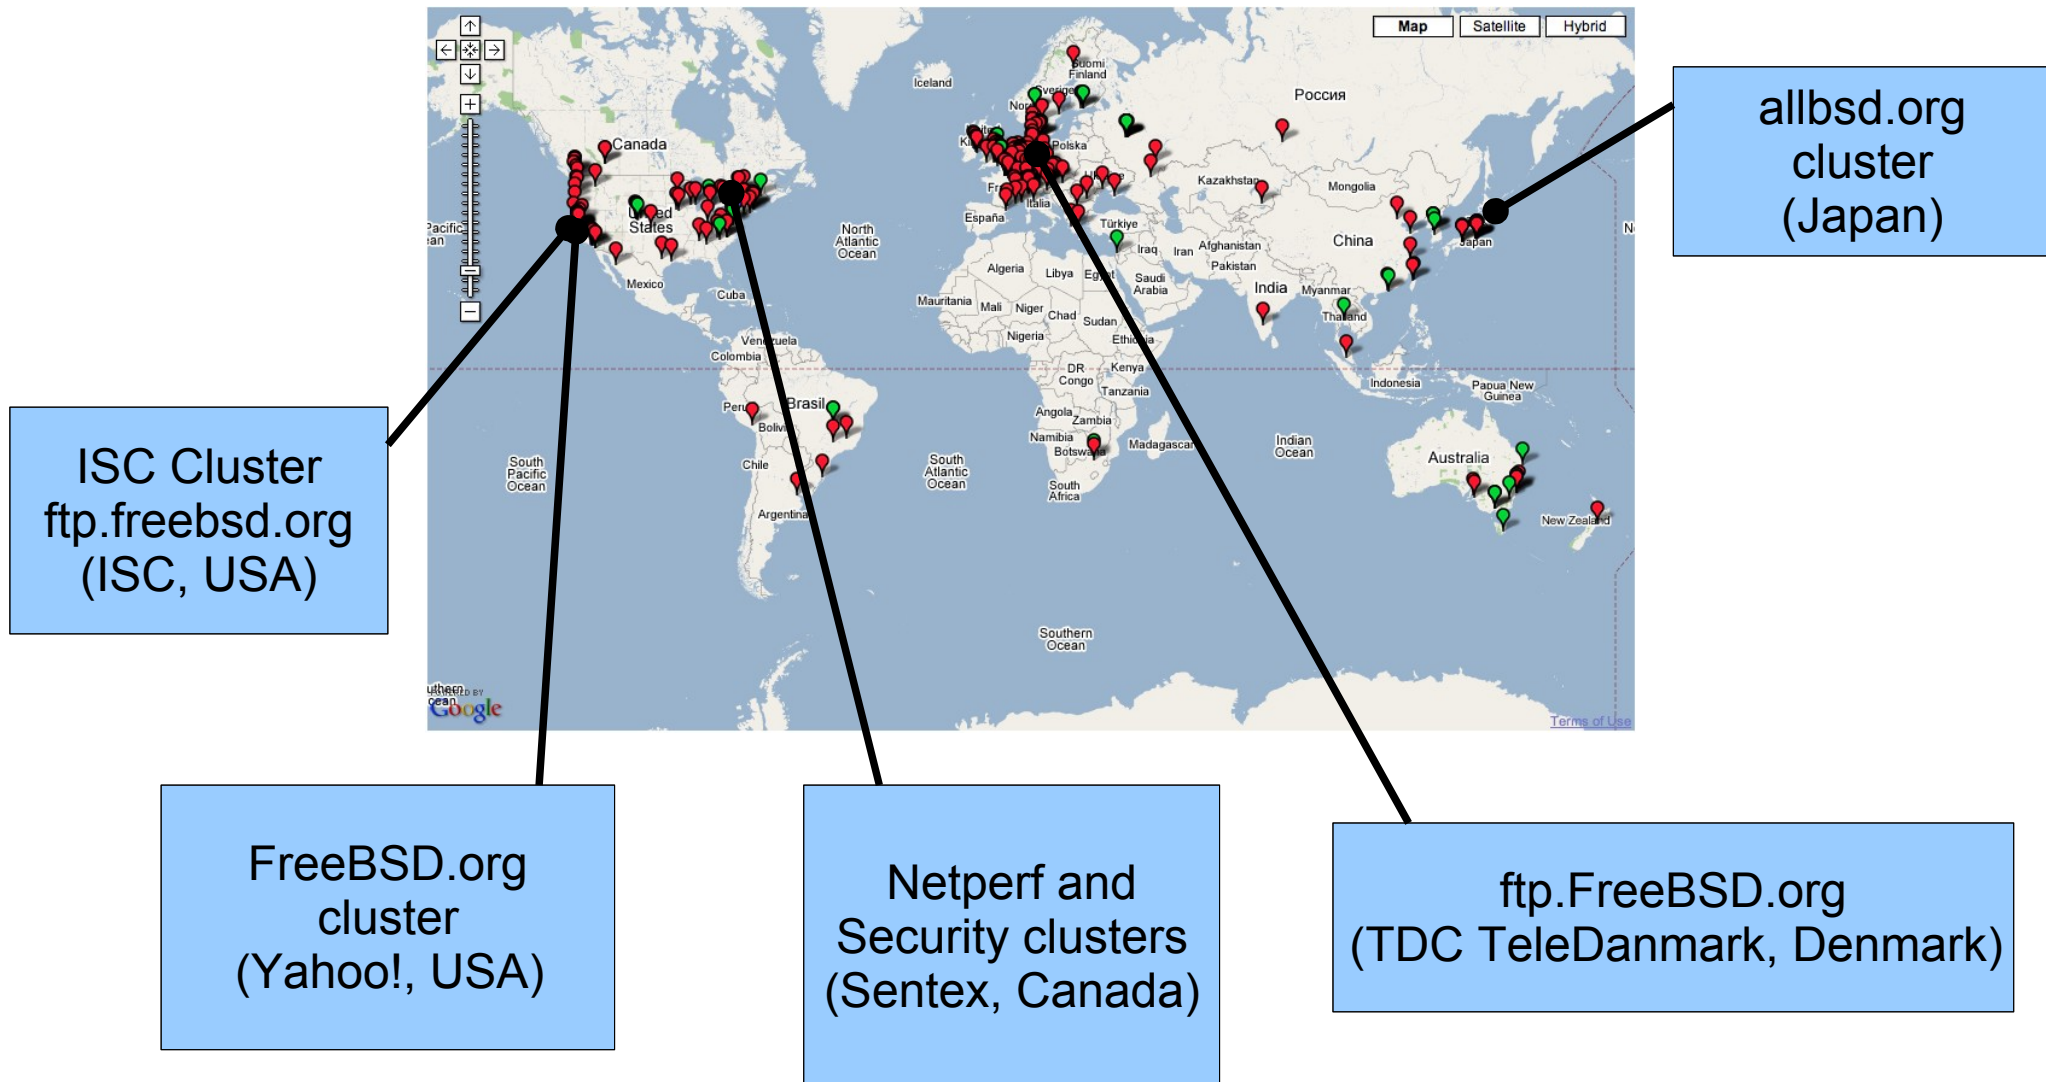 Map
Satellite
Hybrid
Iceland
Suomi
Finland
Sverige
Россия
Canada
Polska
Kazakhstan
Mongolia
Italia
España
Türkiye
United
States
North
Atlantic
Ocean
Iraq
Iran
Afghanistan
China
Japan
Pakistan
Algeria
Libya
Egypt
Saudi
Arabia
Mexico
Cuba
India
Myanmar
Mauritania
Mali
Niger
Chad
Sudan
Thailand
Nigeria
Ethiopia
Venezuela
Colombia
DR
Congo
Kenya
Tanzania
Indonesia
Papua New
Guinea
Peru
Brasil
Angola
Zambia
Bolivia
Namibia
Botswana
Madagascar
Indian
Ocean
Australia
South
Pacific
Ocean
Chile
South
Atlantic
Ocean
South
Africa
Argentina
New Zealand
Southern
Ocean
POWERED BY
Google
Terms of Use
allbsd.org
cluster
(Japan)
ISC Cluster
ftp.freebsd.org
(ISC, USA)
FreeBSD.org
cluster
(Yahoo!, USA)
Netperf and
Security clusters
(Sentex, Canada)
ftp.FreeBSD.org
(TDC TeleDanmark, Denmark)